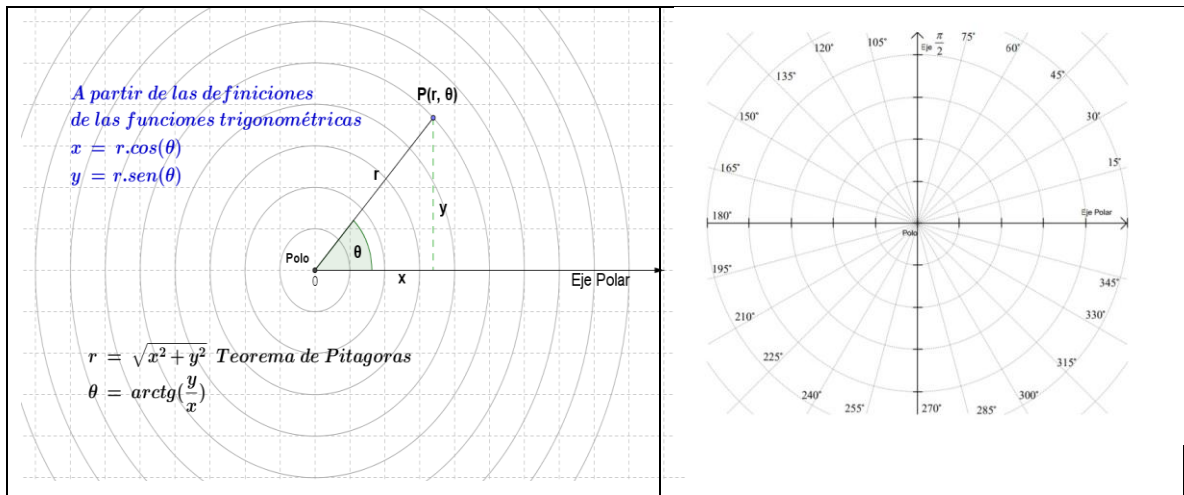 A partir de las definiciones
de las funciones trigonométricas
x = r.cos(θ)
y = r.sen(θ)
P(r, θ)
r
y
θ
Polo
0
x
Eje Polar
r = √x² + y² Teorema de Pitagoras
θ = arctg(y/x)
Eje π/2
120°
105°
75°
60°
135°
45°
150°
30°
165°
15°
180°
Eje Polar
Polo
195°
345°
210°
330°
225°
315°
240°
300°
255°
270°
285°